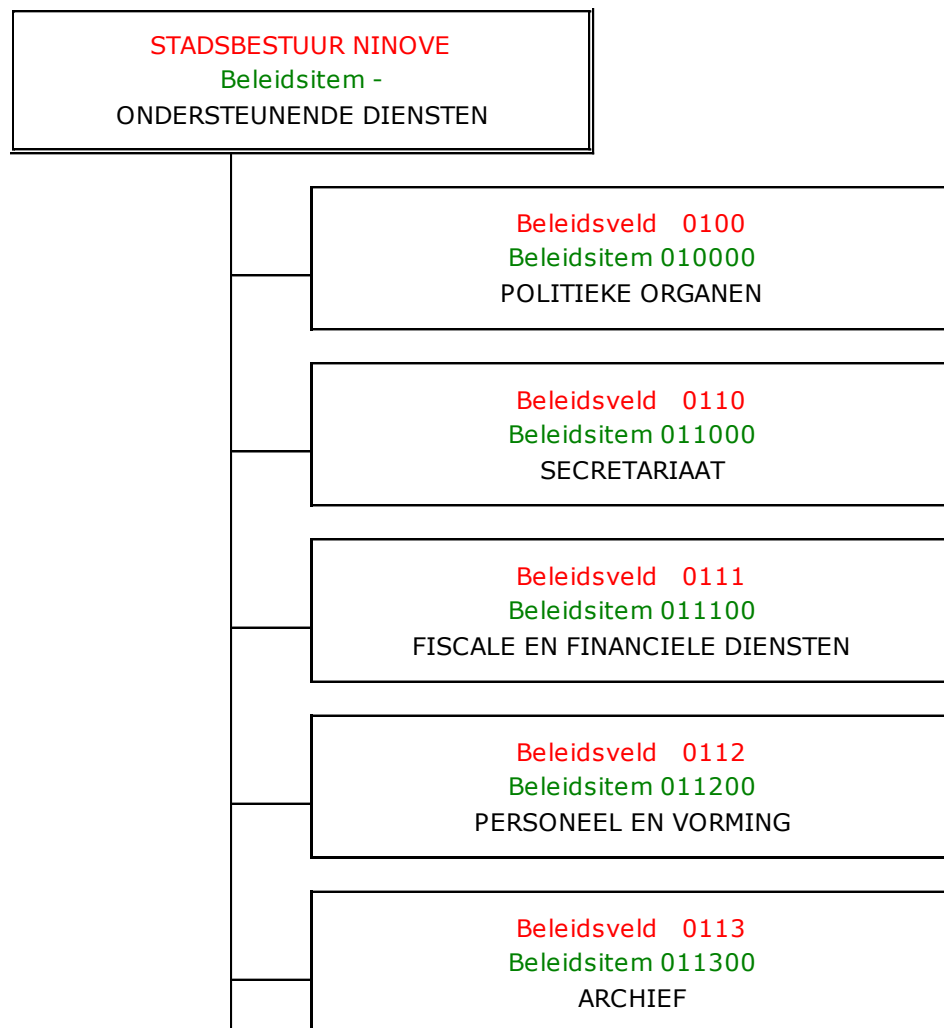 STADSBESTUUR NINOVE
Beleidsitem -
ONDERSTEUNENDE DIENSTEN
Beleidsveld 0100
Beleidsitem 010000
POLITIEKE ORGANEN
Beleidsveld 0110
Beleidsitem 011000
SECRETARIAAT
Beleidsveld 0111
Beleidsitem 011100
FISCALE EN FINANCIELE DIENSTEN
Beleidsveld 0112
Beleidsitem 011200
PERSONEEL EN VORMING
Beleidsveld 0113
Beleidsitem 011300
ARCHIEF